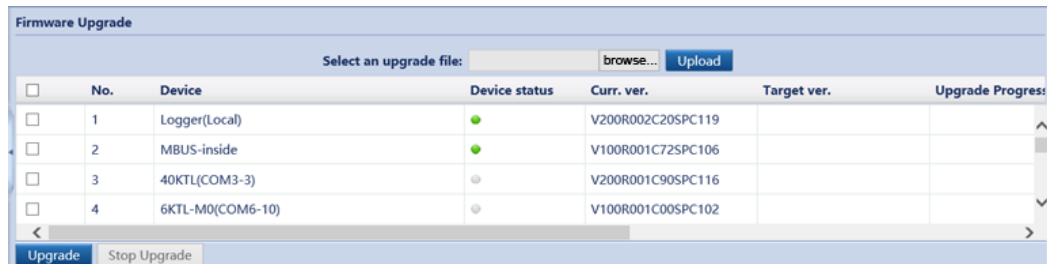 Firmware Upgrade
Select an upgrade file: browse... Upload
No. Device Device status Curr. ver. Target ver. Upgrade Progress
1 Logger(Local) V200R002C20SPC119
2 MBUS-inside V100R001C72SPC106
3 40KTL(COM3-3) V200R001C90SPC116
4 6KTL-M0(COM6-10) V100R001C00SPC102
Upgrade Stop Upgrade